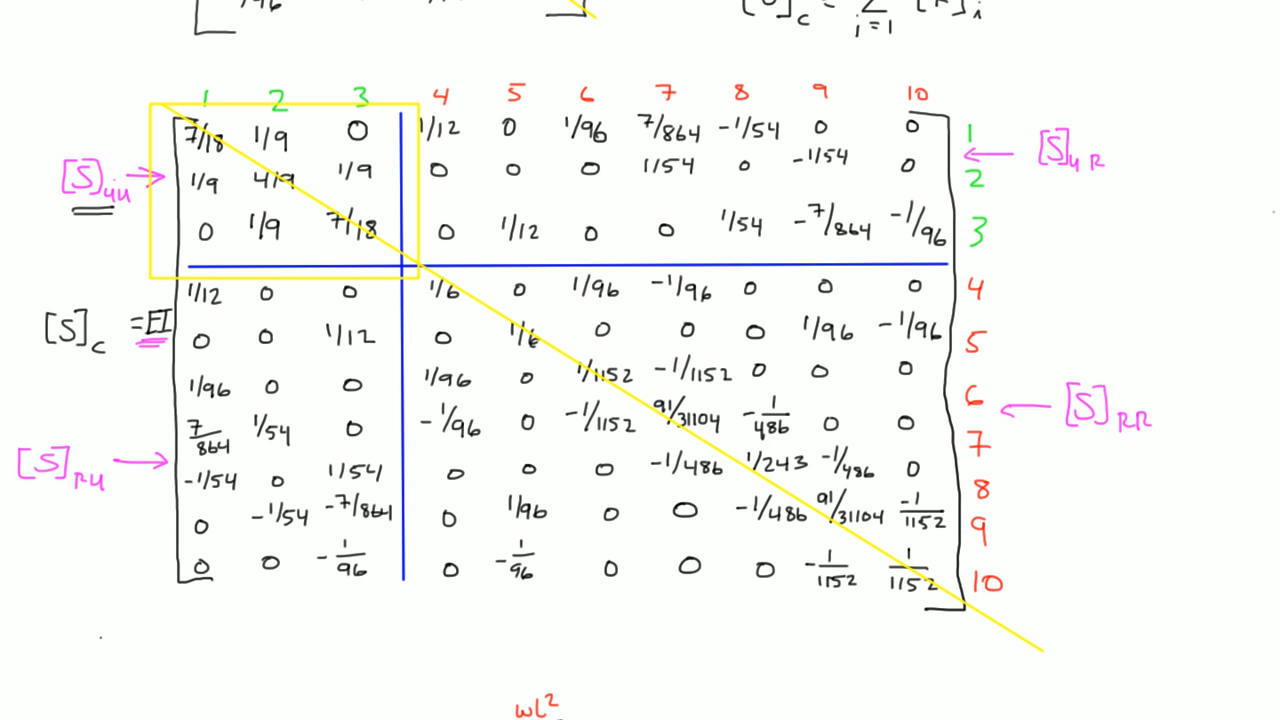 [S]c = Σ [k]i
i=1
1 2 3 4 5 6 7 8 9 10
7/18 1/9 0 1/12 0 1/96 7/864 -1/54 0 0 1
1/9 4/9 1/9 0 0 0 1/54 0 -1/54 0 2
0 1/9 7/18 0 1/12 0 0 1/54 -7/864 -1/96 3
1/12 0 0 1/6 0 1/96 -1/96 0 0 0 4
0 0 1/12 0 1/6 0 0 0 1/96 -1/96 5
1/96 0 0 1/96 0 1/1152 -1/1152 0 0 0 6
7/864 1/54 0 -1/96 0 -1/1152 91/31104 -1/486 0 0 7
-1/54 0 1/54 0 0 0 -1/486 1/243 -1/486 0 8
0 -1/54 -7/864 0 1/96 0 0 -1/486 91/31104 -1/1152 9
0 0 -1/96 0 -1/96 0 0 0 -1/1152 1/1152 10
[S]uu
[S]uR
[S]c = EI
[S]RR
[S]Ru
wL²